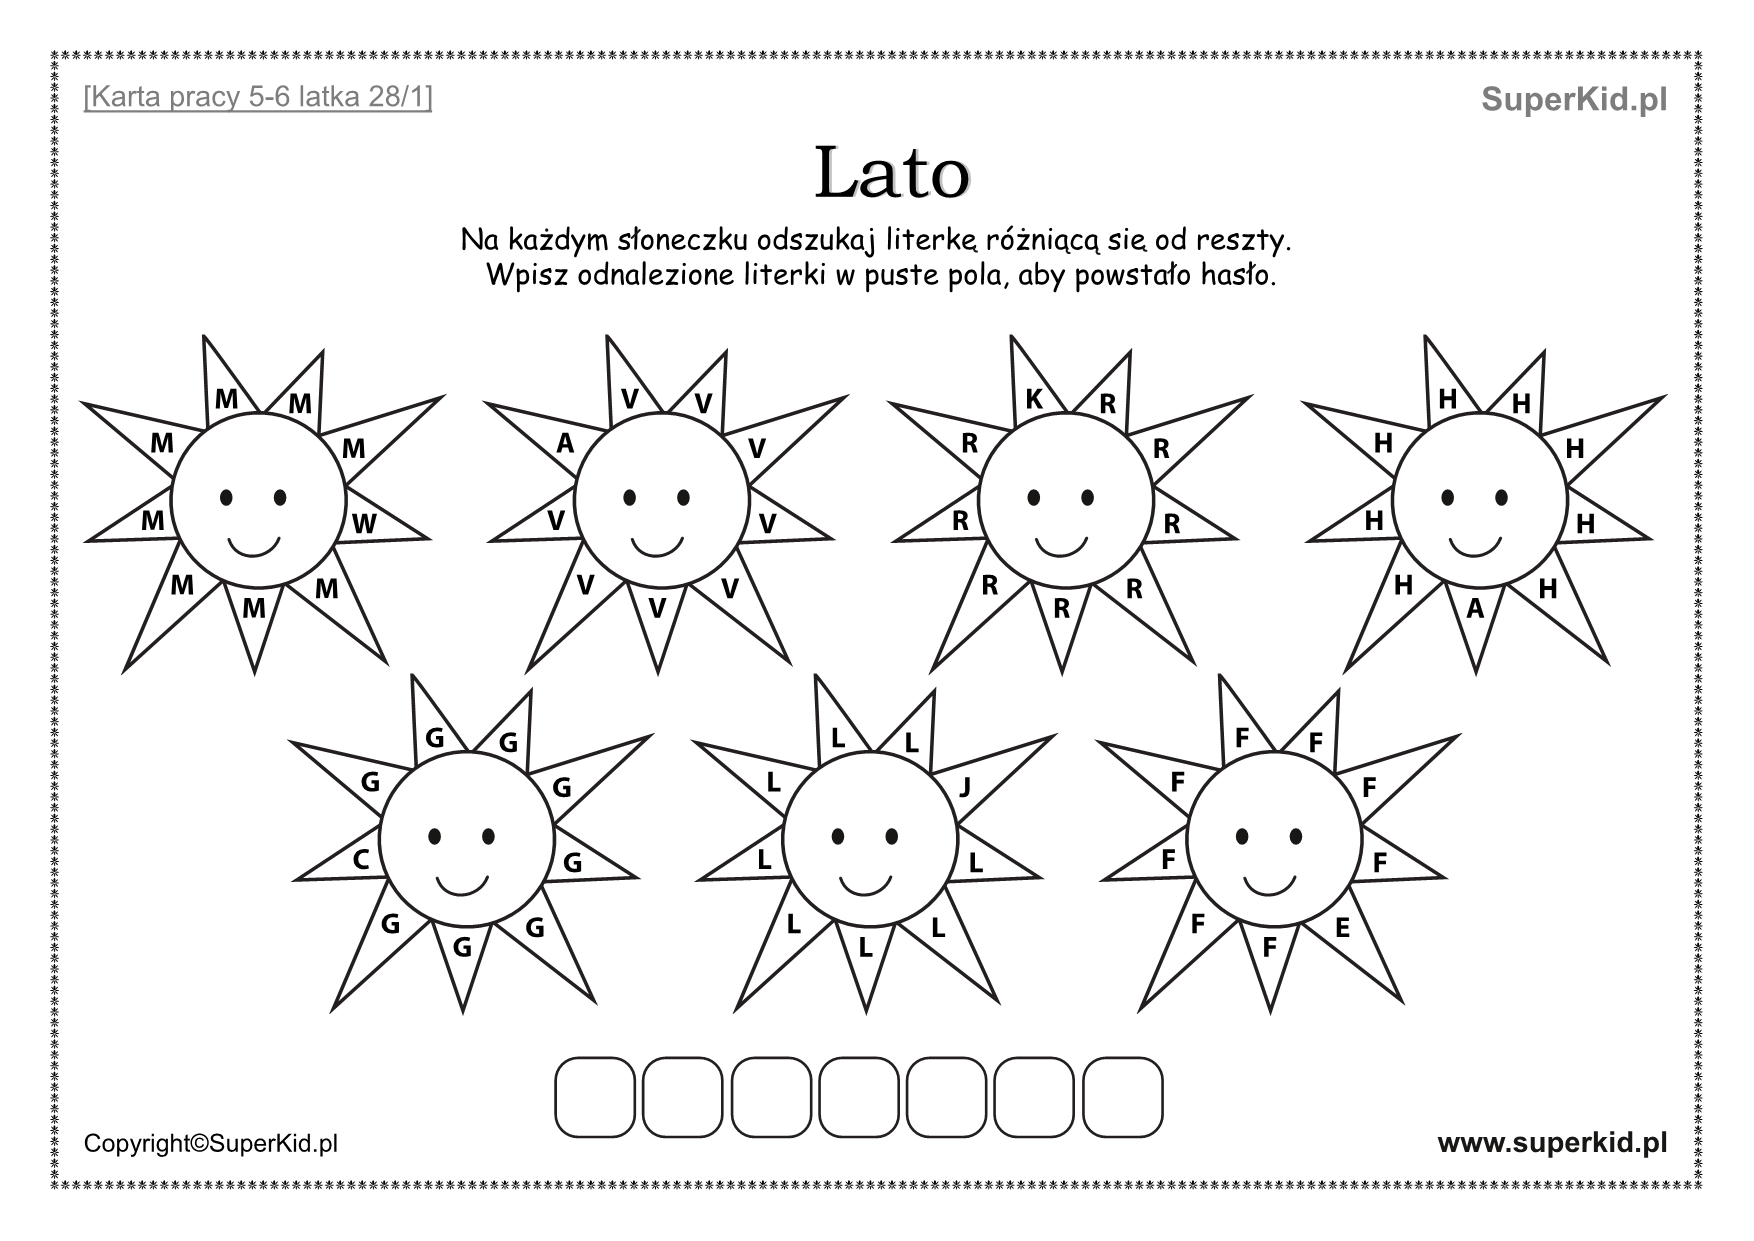 [Karta pracy 5-6 latka 28/1]
SuperKid.pl
Lato
Na każdym słoneczku odszukaj literkę różniącą się od reszty.
Wpisz odnalezione literki w puste pola, aby powstało hasło.
M M M W M M M M M
V V V V V V V V A
K R R R R R R R R
H H H H H A H H H
G G G G G G G C G
L L J L L L L L L
F F F F E F F F F
Copyright©SuperKid.pl
www.superkid.pl